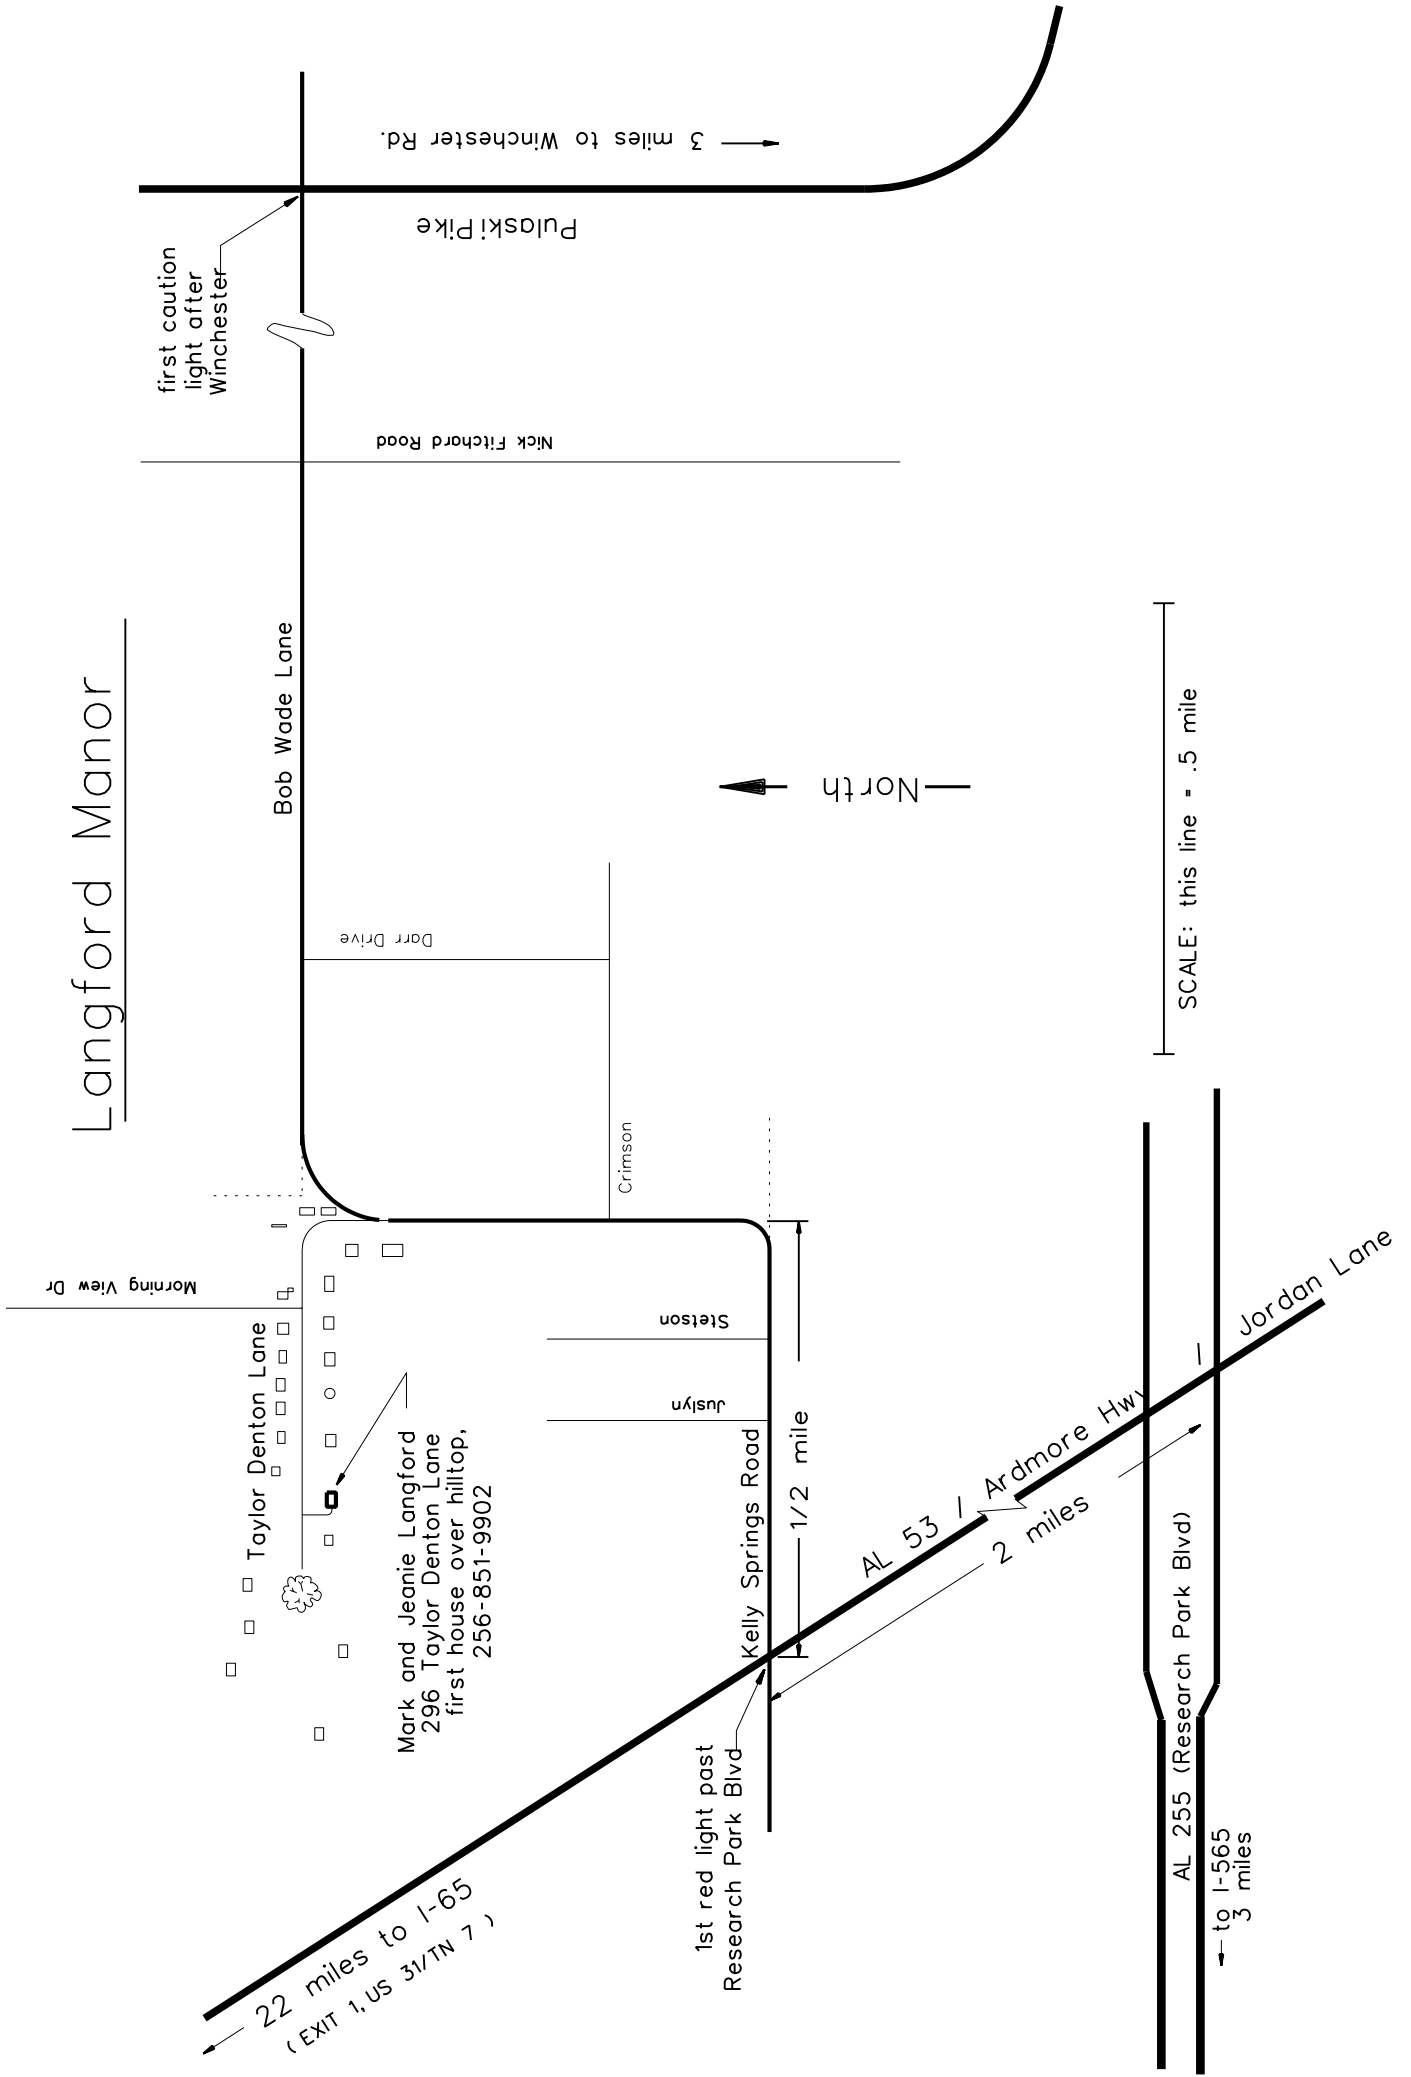 Langford Manor
first caution
light after
Winchester
3 miles to Winchester Rd.
Pulaski Pike
Nick Fitchard Road
Bob Wade Lane
North
Darr Drive
Crimson
SCALE: this line = .5 mile
Morning View Dr
Taylor Denton Lane
Stetson
Juslyn
Mark and Jeanie Langford
296 Taylor Denton Lane
first house over hilltop,
256-851-9902
Kelly Springs Road
1/2 mile
AL 53 / Ardmore Hwy / Jordan Lane
2 miles
1st red light past
Research Park Blvd
22 miles to I-65
( EXIT 1, US 31/TN 7 )
AL 255 (Research Park Blvd)
to I-565
3 miles